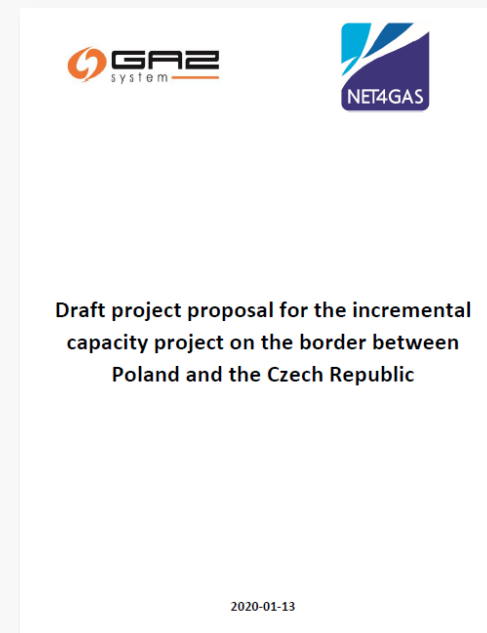 GAZ
system
NET4GAS
Draft project proposal for the incremental
capacity project on the border between
Poland and the Czech Republic
2020-01-13